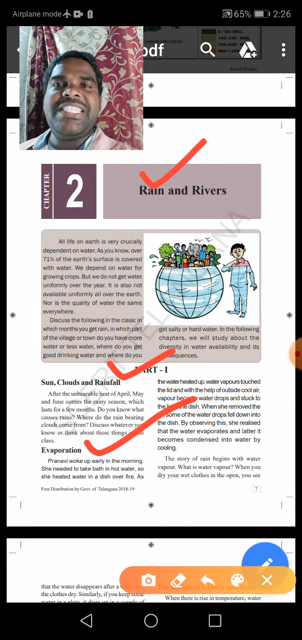 Airplane mode
65%
2:26
odf
2-150 MSL.
CHAPTER
2
Rain and Rivers
All life on earth is very crucially
dependent on water. As you know, over
71% of the earth's surface is covered
with water. We depend on water for
growing crops. But we do not get water
uniformly over the year. It is also
not available uniformly all over the earth.
Nor is the quality of water the same
everywhere.
Discuss the following in the class: in
which months you get rain, in which part
of the village or town do you have more
water or less water, where do you get
good drinking water and where do you
get salty or hard water. In the following
chapters, we will study about the
diversity in water availability and its
consequences.
PART - I
Sun, Clouds and Rainfall
After the unbearable heat of April, May
and June comes the rainy season, which
lasts for a few months. Do you know what
causes rains? Where do the rain bearing
clouds come from? Discuss whatever you
know or think about these things in the
class.
Evaporation
Pranavi woke up early in the morning.
She needed to take bath in hot water, so
she heated water in a dish over fire. As
the water heated up, water vapours touched
the lid and with the help of outside cool air,
vapour became water drops and stuck to
the dish. When she removed the
some of the water drops fell down into the
dish. By observing this, she realised that
the water evaporates and latter it
becomes condensed into water by
cooling.
The story of rain begins with water
vapour. What is water vapour? When you
dry your wet clothes in the open, you see
Free Distribution by Govt. of Telangana 2018-19
7
that the water disappears after a
the clothes dry. Similarly, if you keep some
When there is rise in temperature, water